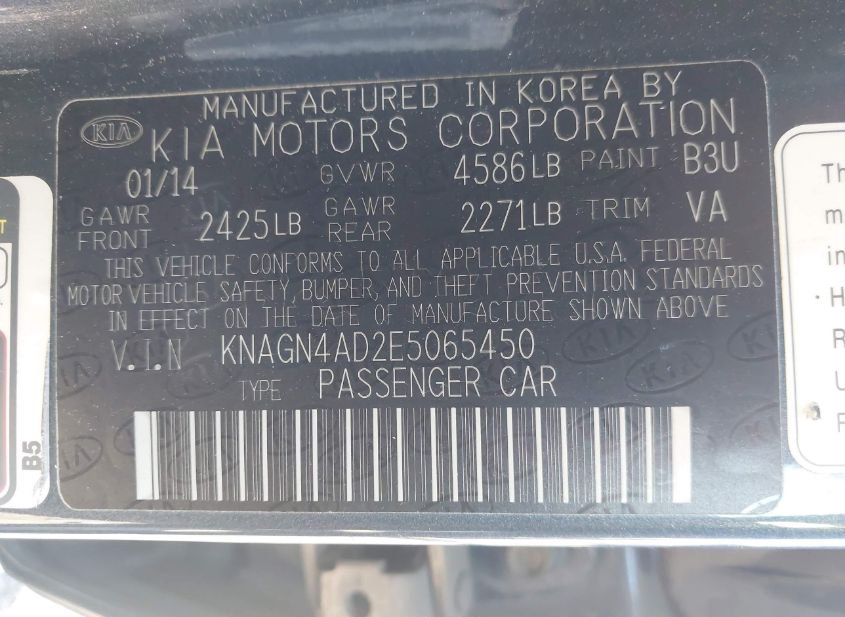 MANUFACTURED IN KOREA BY
KIA KIA MOTORS CORPORATION
01/14 GVWR 4586LB PAINT B3U
GAWR FRONT 2425LB GAWR REAR 2271LB TRIM VA
THIS VEHICLE CONFORMS TO ALL APPLICABLE U.S.A. FEDERAL
MOTOR VEHICLE SAFETY, BUMPER, AND THEFT PREVENTION STANDARDS
IN EFFECT ON THE DATE OF MANUFACTURE SHOWN ABOVE
V.I.N KNAGN4AD2E5065450
TYPE PASSENGER CAR
B5